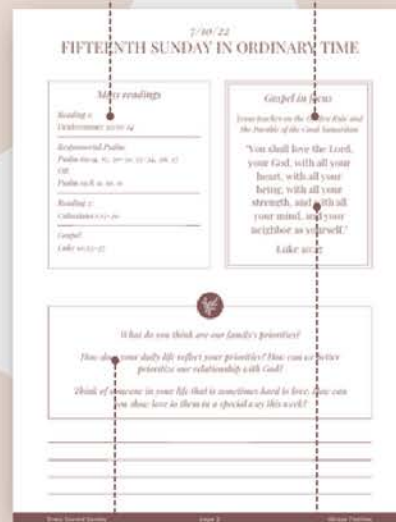 7/10/22
FIFTEENTH SUNDAY IN ORDINARY TIME
Mass readings
Reading 1:
Deuteronomy 30:10-14
Responsorial Psalm
Psalm 69:14, 17, 30-31, 33-34, 36, 37
OR
Psalm 19:8, 9, 10, 11
Reading 2:
Colossians 1:15-20
Gospel:
Luke 10:25-37
Gospel in focus
Jesus teaches us the Golden Rule and
the Parable of the Good Samaritan
"You shall love the Lord,
your God, with all your
heart, with all your
being, with all your
strength, and with all
your mind, and your
neighbor as yourself."
Luke 10:27
What do you think are our family's priorities?
How does your daily life reflect your priorities? How can we better
prioritize our relationship with God?
Think of someone in your life that is sometimes hard to love. How can
you show love to them in a special way this week?